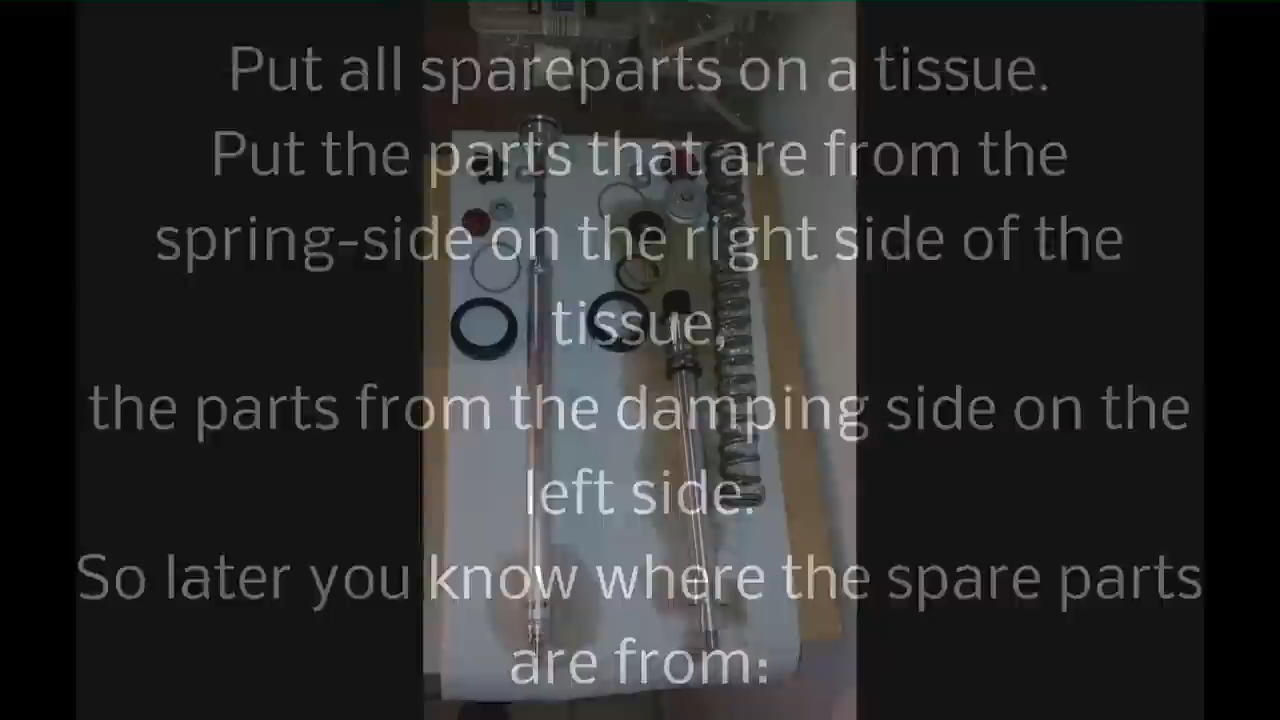 Put all spareparts on a tissue.
Put the parts that are from the
spring-side on the right side of the
tissue,
the parts from the damping side on the
left side.
So later you know where the spare parts
are from: